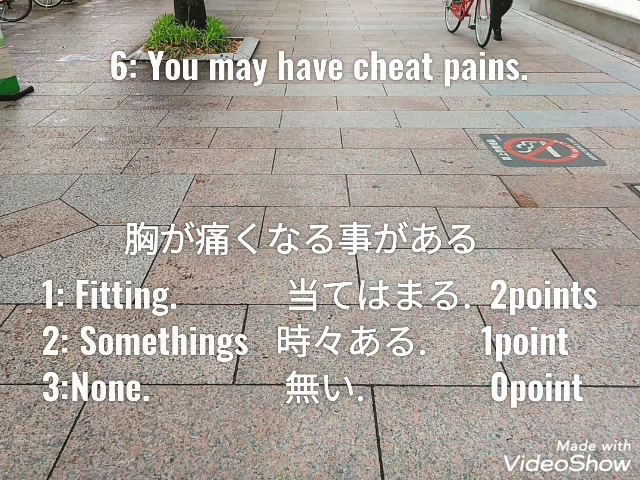 6: You may have cheat pains.
胸が痛くなる事がある
1: Fitting. 当てはまる. 2points
2: Somethings 時々ある. 1point
3:None. 無い. 0point
Made with
VideoShow